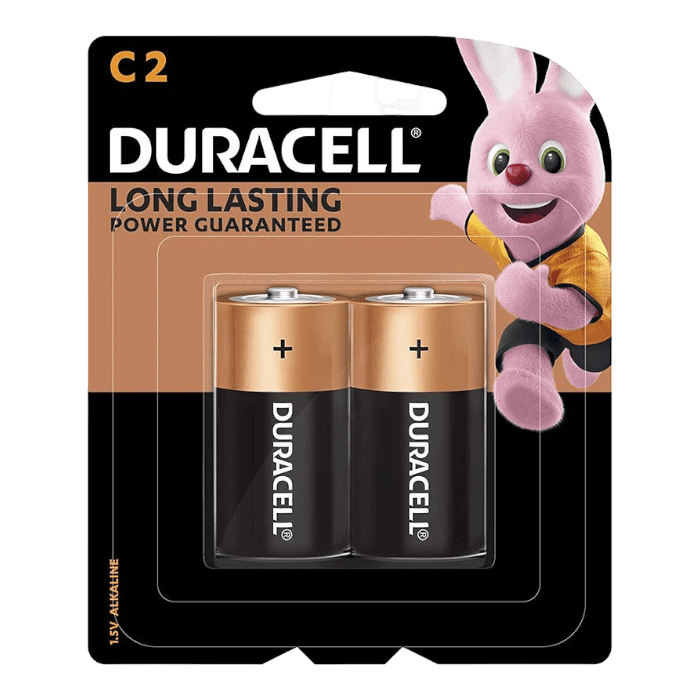 C 2
DURACELL®
LONG LASTING
POWER GUARANTEED
+
+
DURACELL®
DURACELL®
1.5V ALKALINE